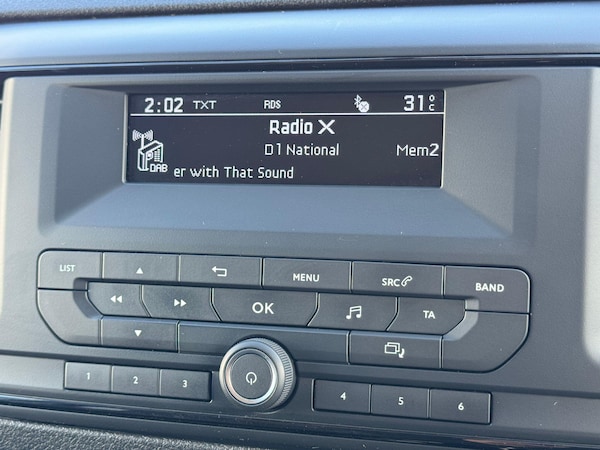 2:02 TXT RDS 31°C
Radio X
D1 National Mem2
DAB er with That Sound
LIST MENU SRC BAND
OK TA
1 2 3 4 5 6